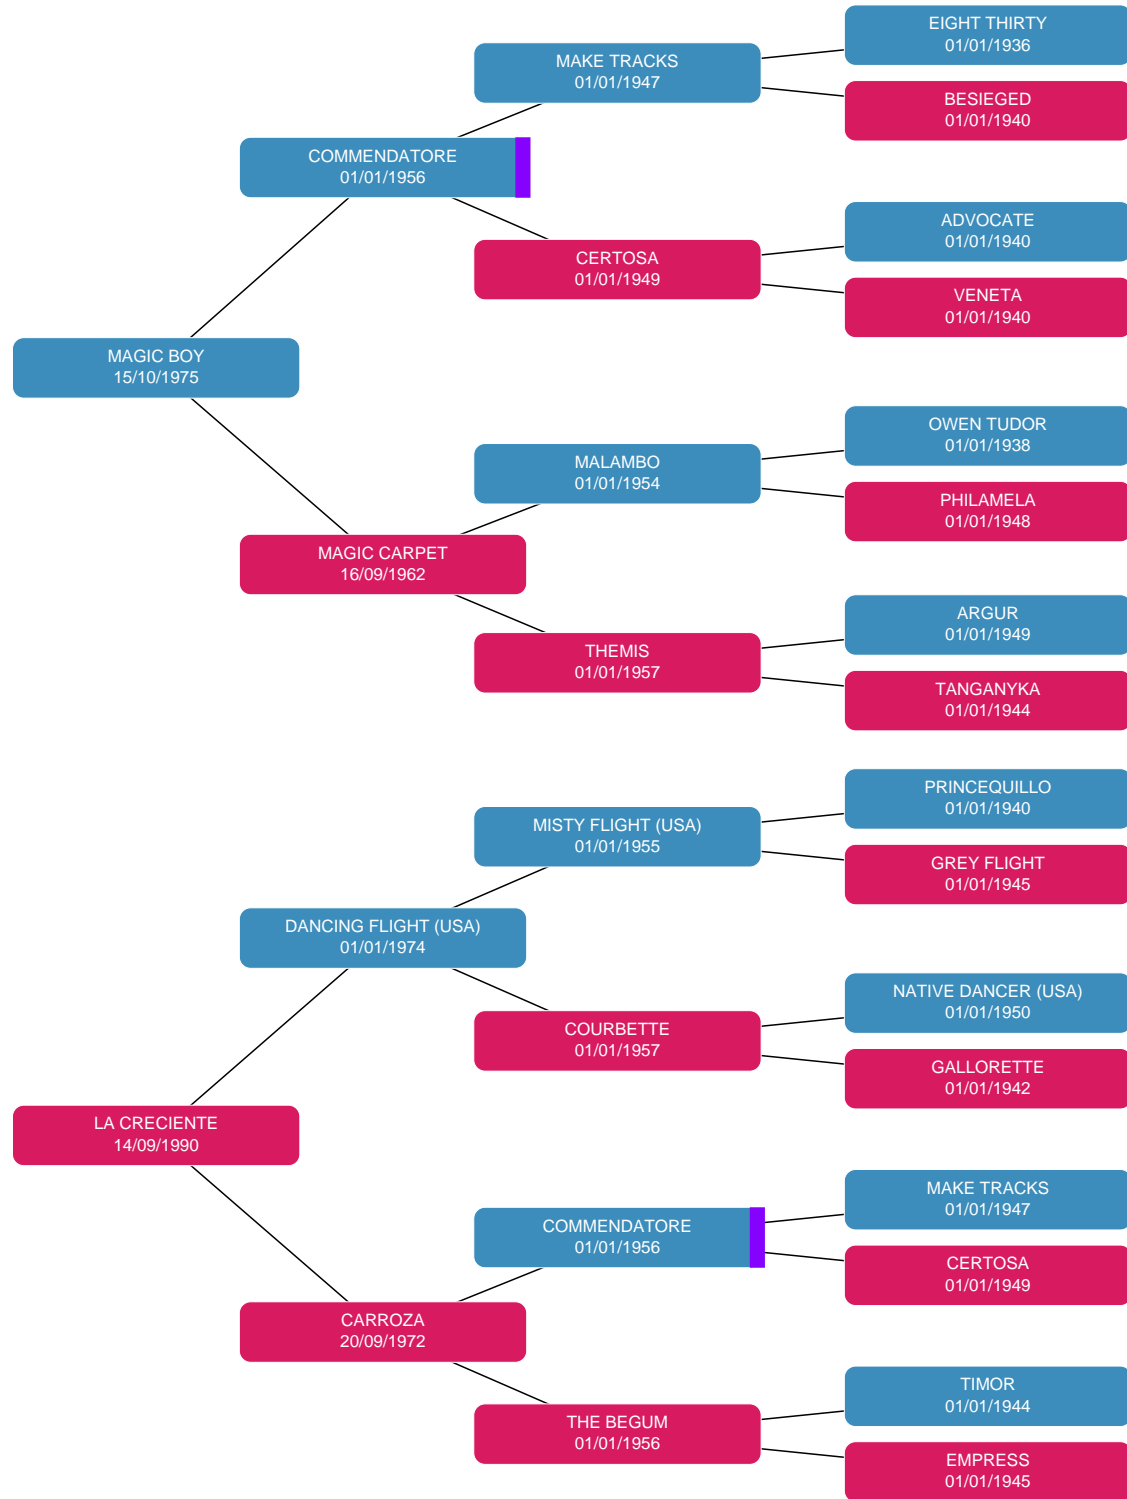 EIGHT THIRTY
01/01/1936
MAKE TRACKS
01/01/1947
BESIEGED
01/01/1940
COMMENDATORE
01/01/1956
ADVOCATE
01/01/1940
CERTOSA
01/01/1949
VENETA
01/01/1940
MAGIC BOY
15/10/1975
OWEN TUDOR
01/01/1938
MALAMBO
01/01/1954
PHILAMELA
01/01/1948
MAGIC CARPET
16/09/1962
ARGUR
01/01/1949
THEMIS
01/01/1957
TANGANYKA
01/01/1944
PRINCEQUILLO
01/01/1940
MISTY FLIGHT (USA)
01/01/1955
GREY FLIGHT
01/01/1945
DANCING FLIGHT (USA)
01/01/1974
NATIVE DANCER (USA)
01/01/1950
COURBETTE
01/01/1957
GALLORETTE
01/01/1942
LA CRECIENTE
14/09/1990
MAKE TRACKS
01/01/1947
COMMENDATORE
01/01/1956
CERTOSA
01/01/1949
CARROZA
20/09/1972
TIMOR
01/01/1944
THE BEGUM
01/01/1956
EMPRESS
01/01/1945